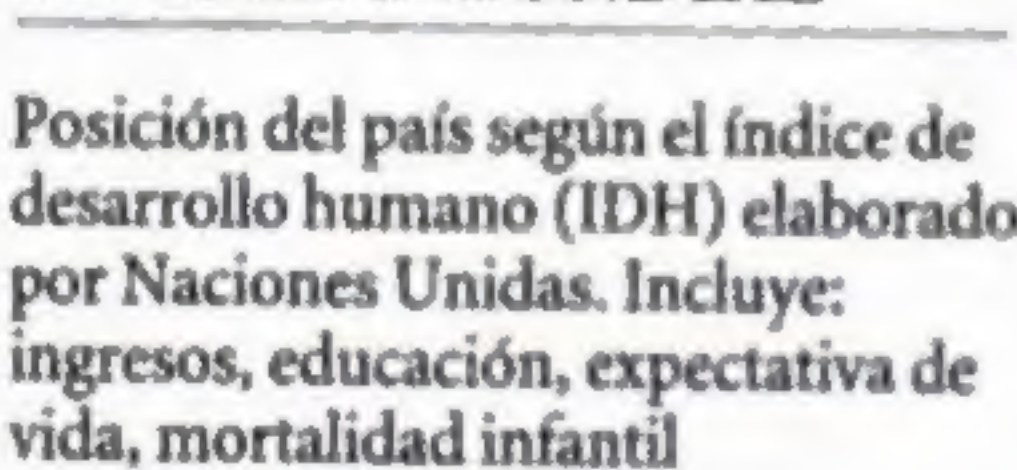 Posición del país según el índice de
desarrollo humano (IDH) elaborado
por Naciones Unidas. Incluye:
ingresos, educación, expectativa de
vida, mortalidad infantil